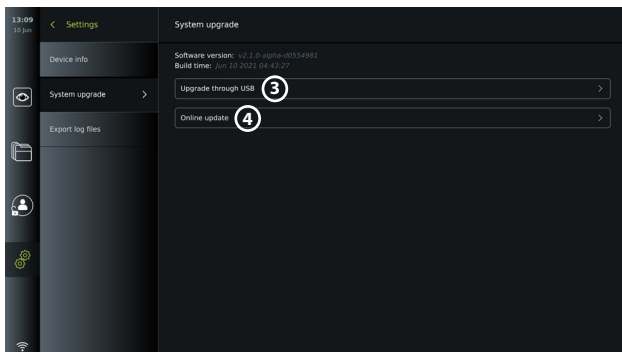 13:09
10 Jun
Settings
System upgrade
Device info
System upgrade
Export log files
Software version: v2.1.0-alpha-d0554981
Build time: Jun 10 2021 04:43:27
Upgrade through USB 3
Online update 4